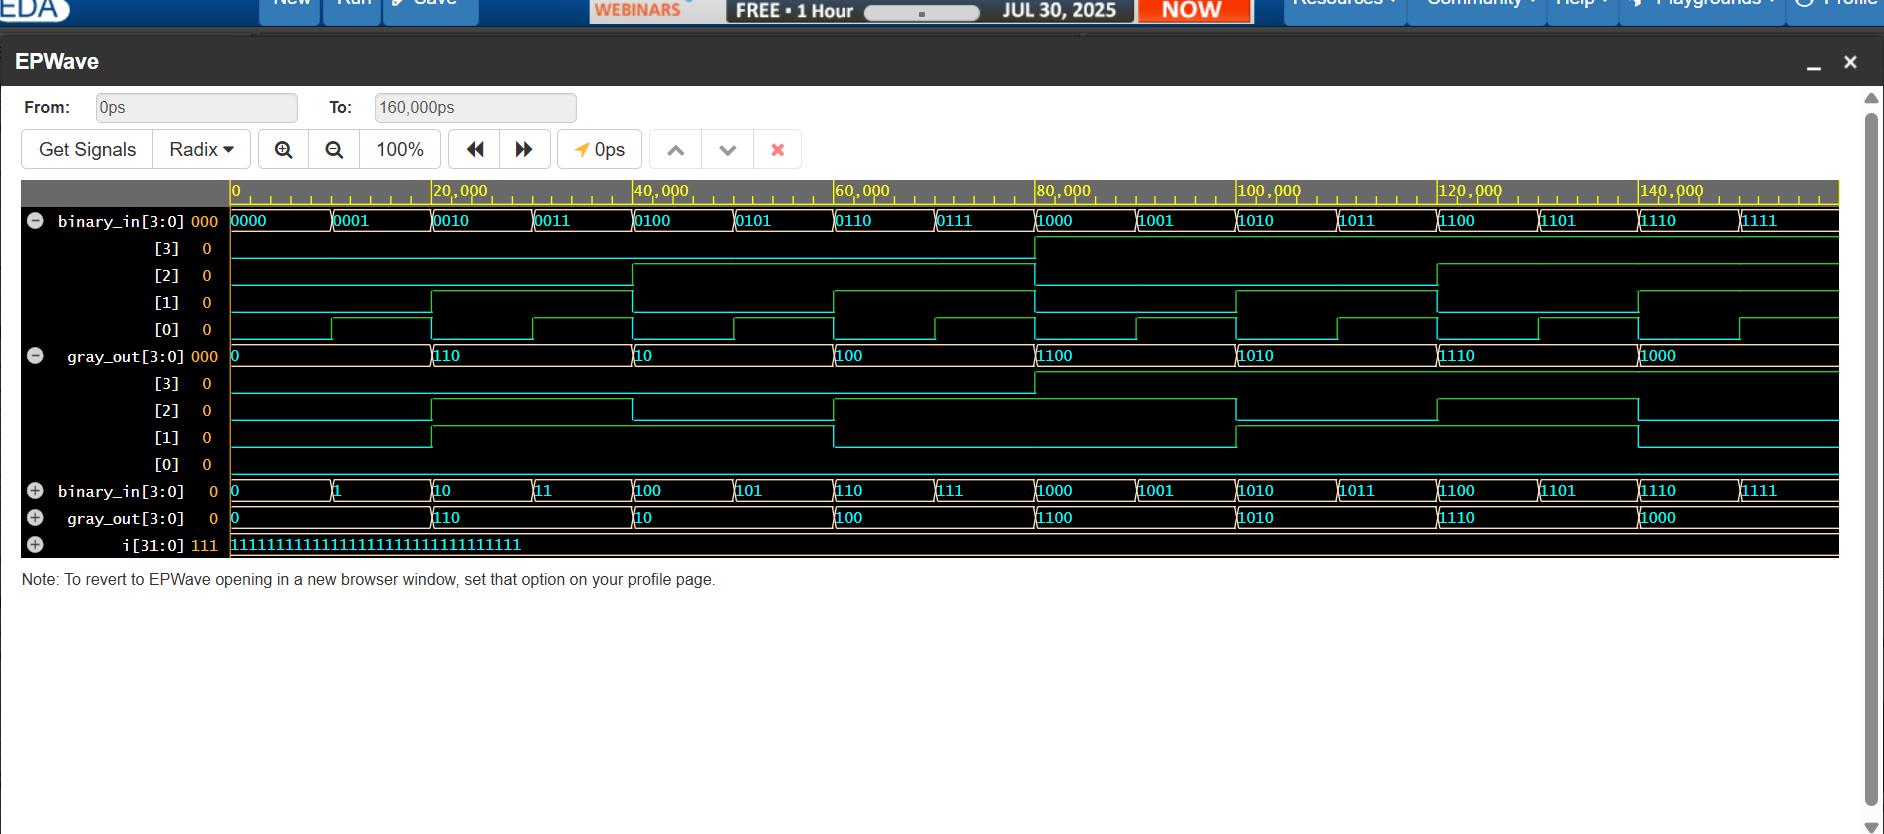 EDA
New Run Save
WEBINARS FREE • 1 Hour JUL 30, 2025 NOW
Resources Community Help Playgrounds Profile
EPWave
From: 0ps To: 160,000ps
Get Signals Radix 100% 0ps
0 20,000 40,000 60,000 80,000 100,000 120,000 140,000
binary_in[3:0] 000 0000 0001 0010 0011 0100 0101 0110 0111 1000 1001 1010 1011 1100 1101 1110 1111
[3] 0
[2] 0
[1] 0
[0] 0
gray_out[3:0] 000 0 110 10 100 1100 1010 1110 1000
[3] 0
[2] 0
[1] 0
[0] 0
binary_in[3:0] 0 0 1 10 11 100 101 110 111 1000 1001 1010 1011 1100 1101 1110 1111
gray_out[3:0] 0 0 110 10 100 1100 1010 1110 1000
i[31:0] 111 11111111111111111111111111111111
Note: To revert to EPWave opening in a new browser window, set that option on your profile page.